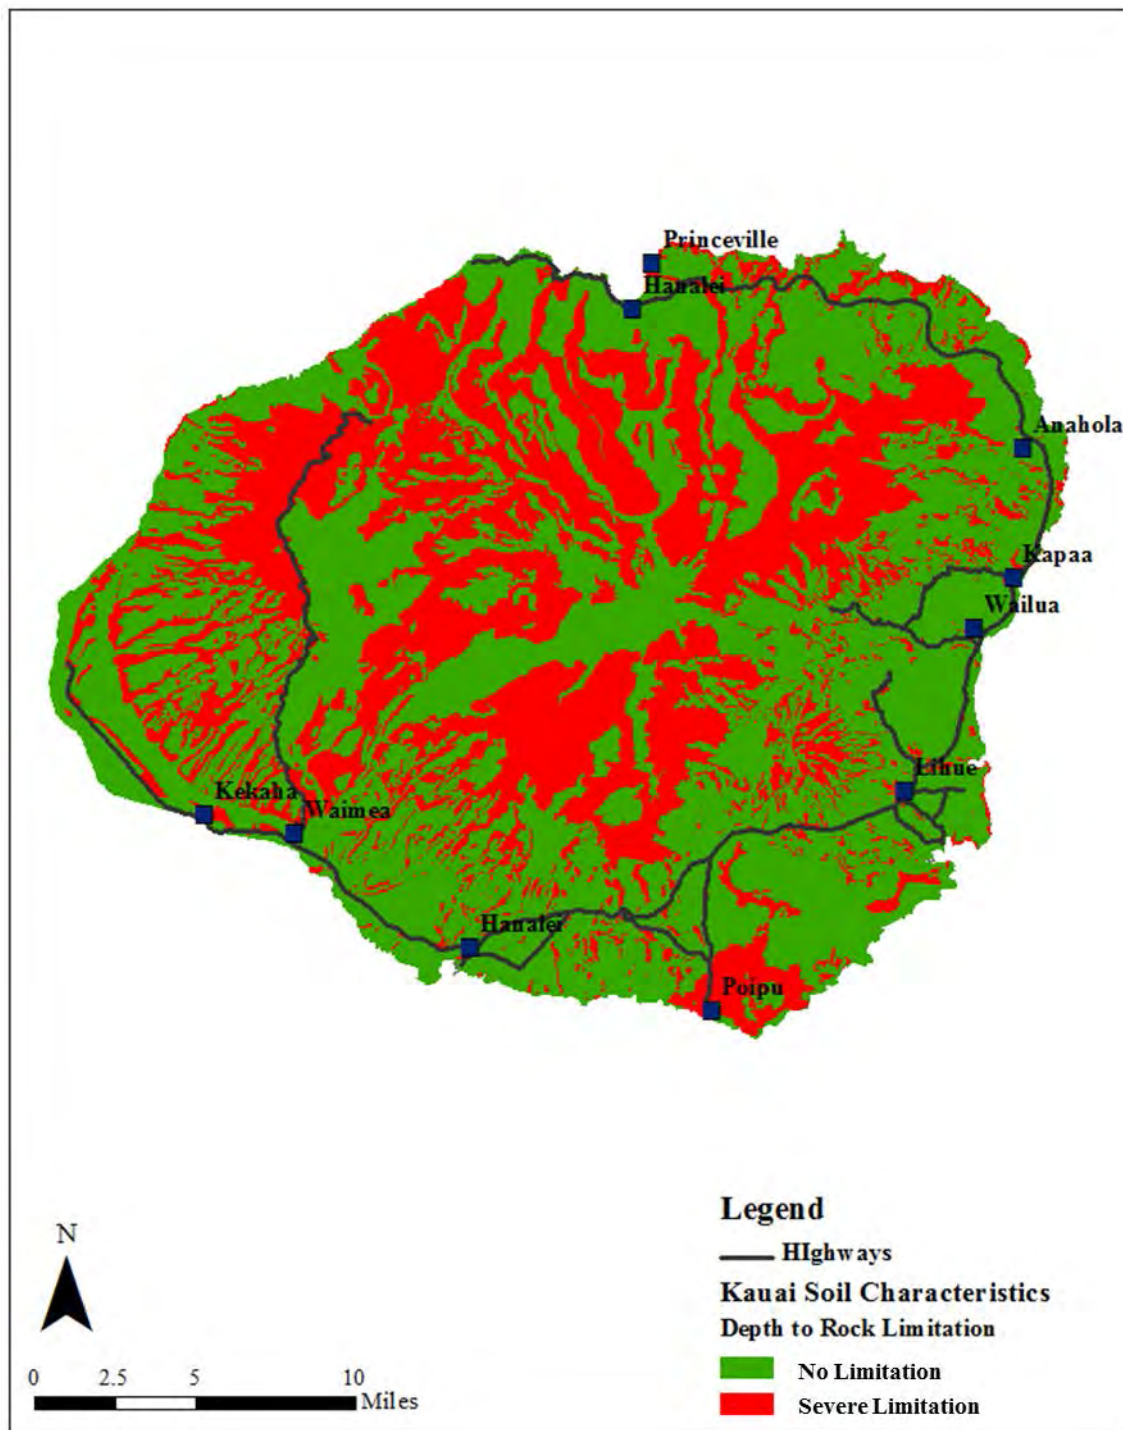 Princeville
Hanalei
Anahola
Kapaa
Wailua
Lihue
Kekaha
Waimea
Hanalei
Poipu
N
0 2.5 5 10
Miles
Legend
HIghways
Kauai Soil Characteristics
Depth to Rock Limitation
No Limitation
Severe Limitation